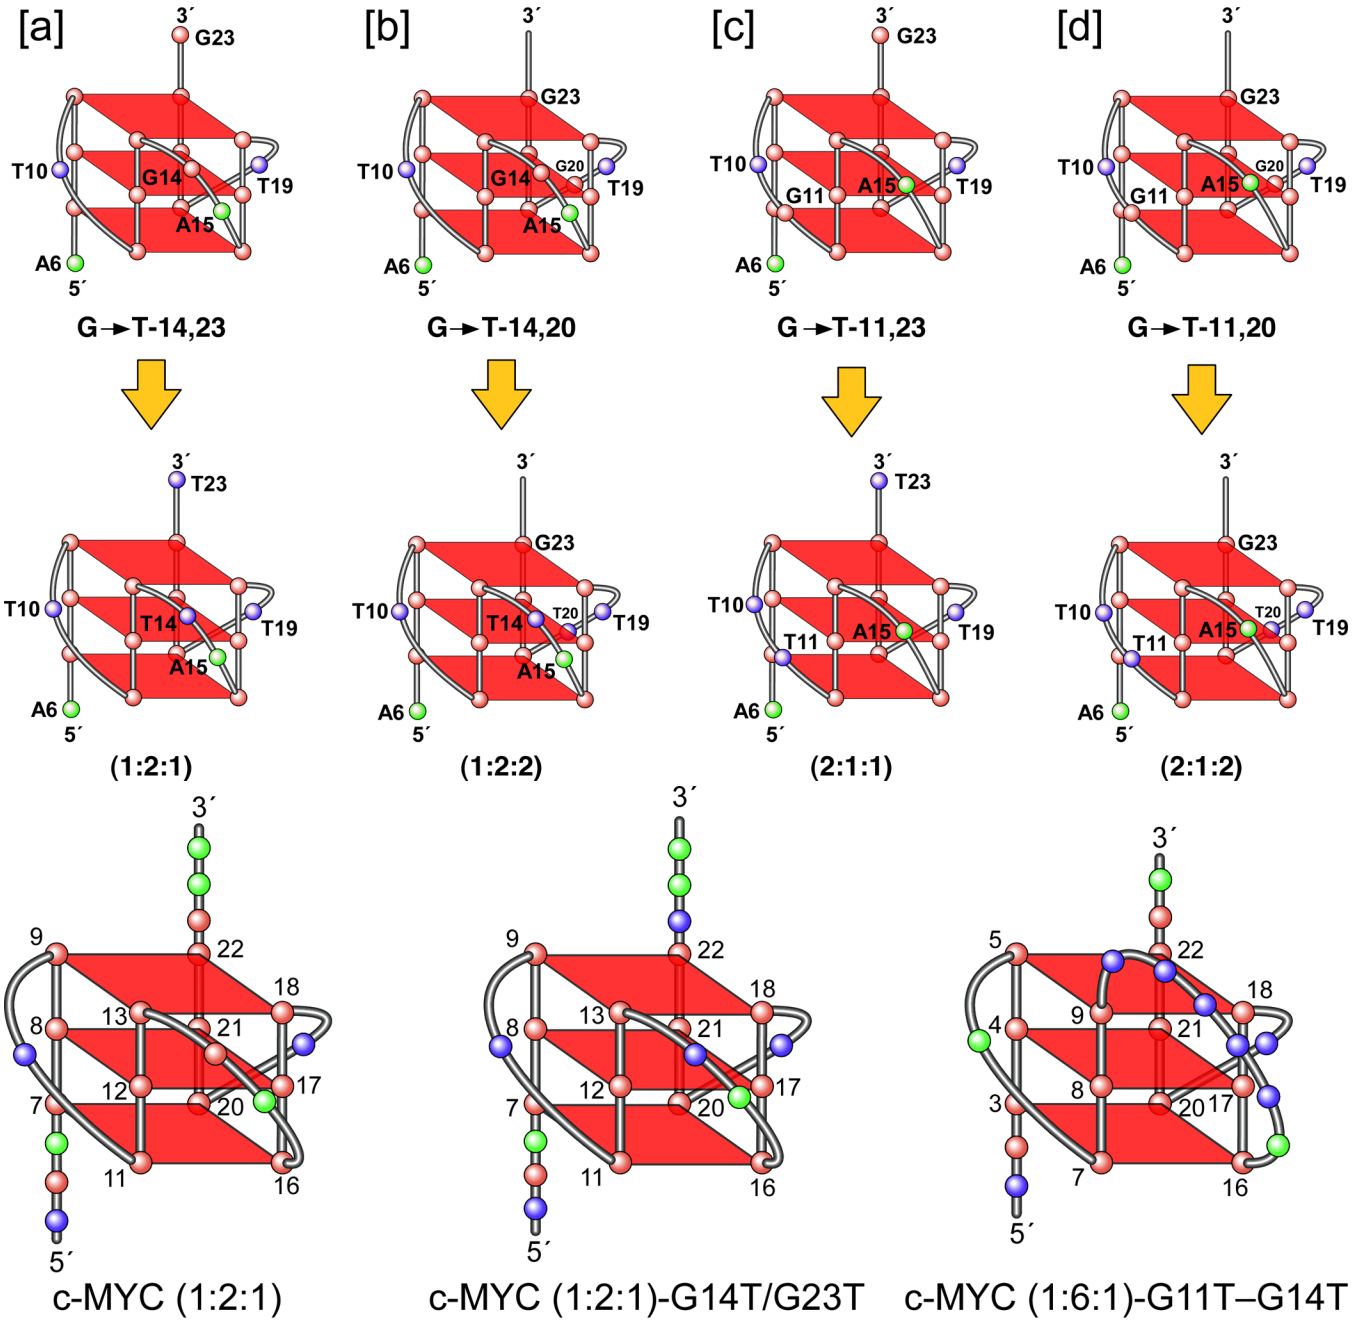 [a]
3´
G23
T10
G14
T19
A15
A6
5´
G→T-14,23
[b]
3´
G23
T10
G14
G20
T19
A15
A6
5´
G→T-14,20
[c]
3´
G23
T10
A15
T19
G11
A6
5´
G→T-11,23
[d]
3´
G23
T10
G20
A15
T19
G11
A6
5´
G→T-11,20
3´
T23
T10
T14
T19
A15
A6
5´
(1:2:1)
3´
G23
T10
T14
T20
T19
A15
A6
5´
(1:2:2)
3´
T23
T10
A15
T19
T11
A6
5´
(2:1:1)
3´
G23
T10
T20
A15
T19
T11
A6
5´
(2:1:2)
3´
9
22
18
13
8
21
12
17
7
20
11
16
5´
c-MYC (1:2:1)
3´
9
22
18
13
8
21
12
17
7
20
11
16
5´
c-MYC (1:2:1)-G14T/G23T
3´
5
22
18
9
4
21
8
3
20
17
7
16
5´
c-MYC (1:6:1)-G11T–G14T